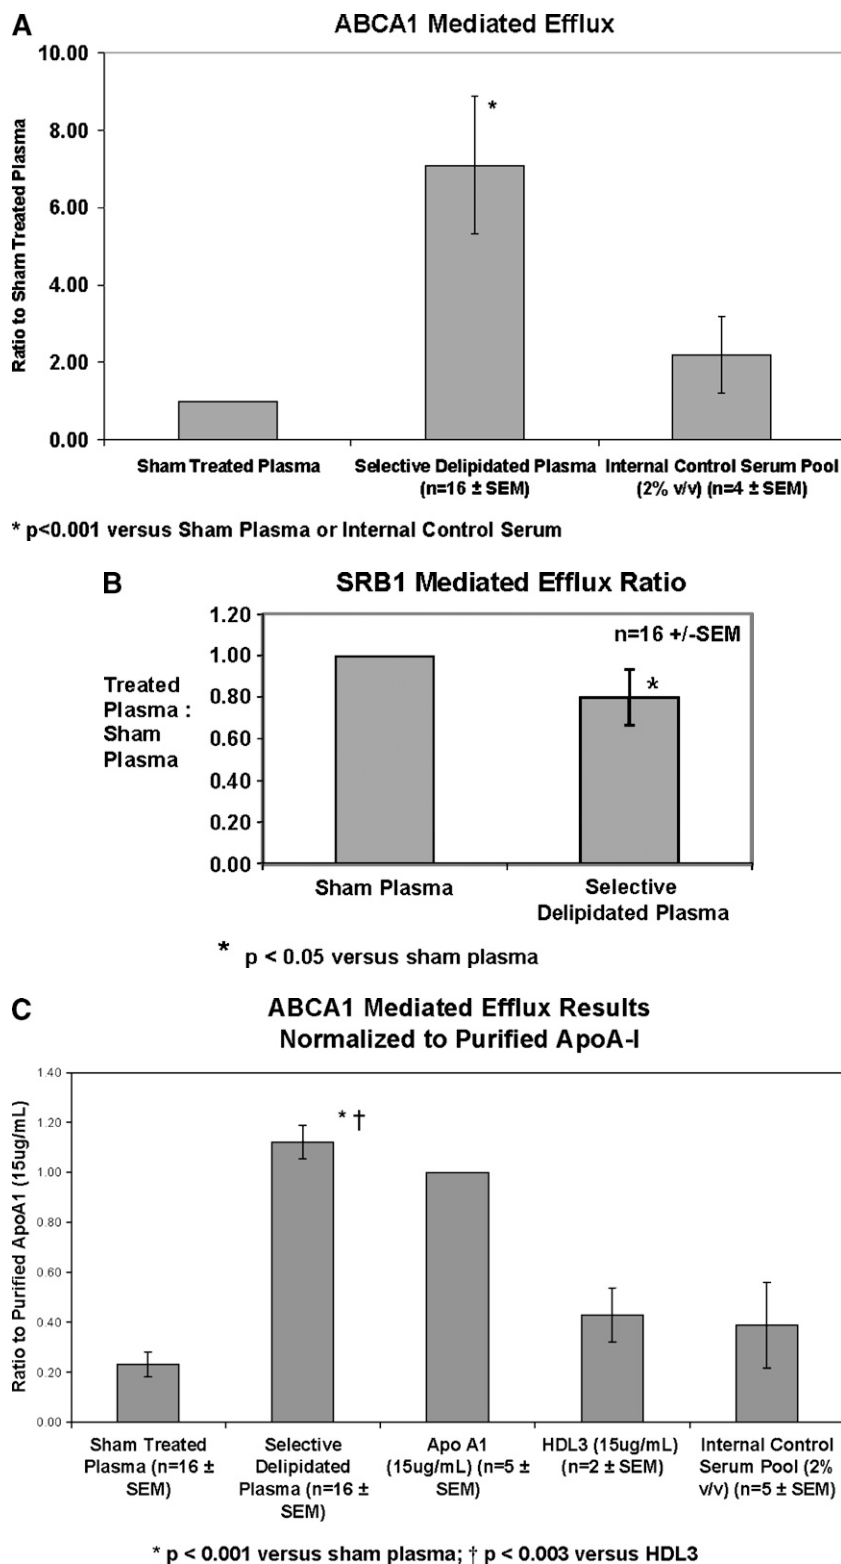 A
ABCA1 Mediated Efflux
Ratio to Sham Treated Plasma
10.00
8.00
6.00
4.00
2.00
0.00
*
Sham Treated Plasma
Selective Delipidated Plasma
(n=16 ± SEM)
Internal Control Serum Pool
(2% v/v) (n=4 ± SEM)
* p<0.001 versus Sham Plasma or Internal Control Serum
B
SRB1 Mediated Efflux Ratio
Treated
Plasma :
Sham
Plasma
1.20
1.00
0.80
0.60
0.40
0.20
0.00
n=16 +/-SEM
*
Sham Plasma
Selective
Delipidated Plasma
* p < 0.05 versus sham plasma
C
ABCA1 Mediated Efflux Results
Normalized to Purified ApoA-I
Ratio to Purified ApoA1 (15ug/mL)
1.40
1.20
1.00
0.80
0.60
0.40
0.20
0.00
* †
Sham Treated
Plasma (n=16 ±
SEM)
Selective
Delipidated
Plasma (n=16 ±
SEM)
Apo A1
(15ug/mL) (n=5 ±
SEM)
HDL3 (15ug/mL)
(n=2 ± SEM)
Internal Control
Serum Pool (2%
v/v) (n=5 ± SEM)
* p < 0.001 versus sham plasma; † p < 0.003 versus HDL3